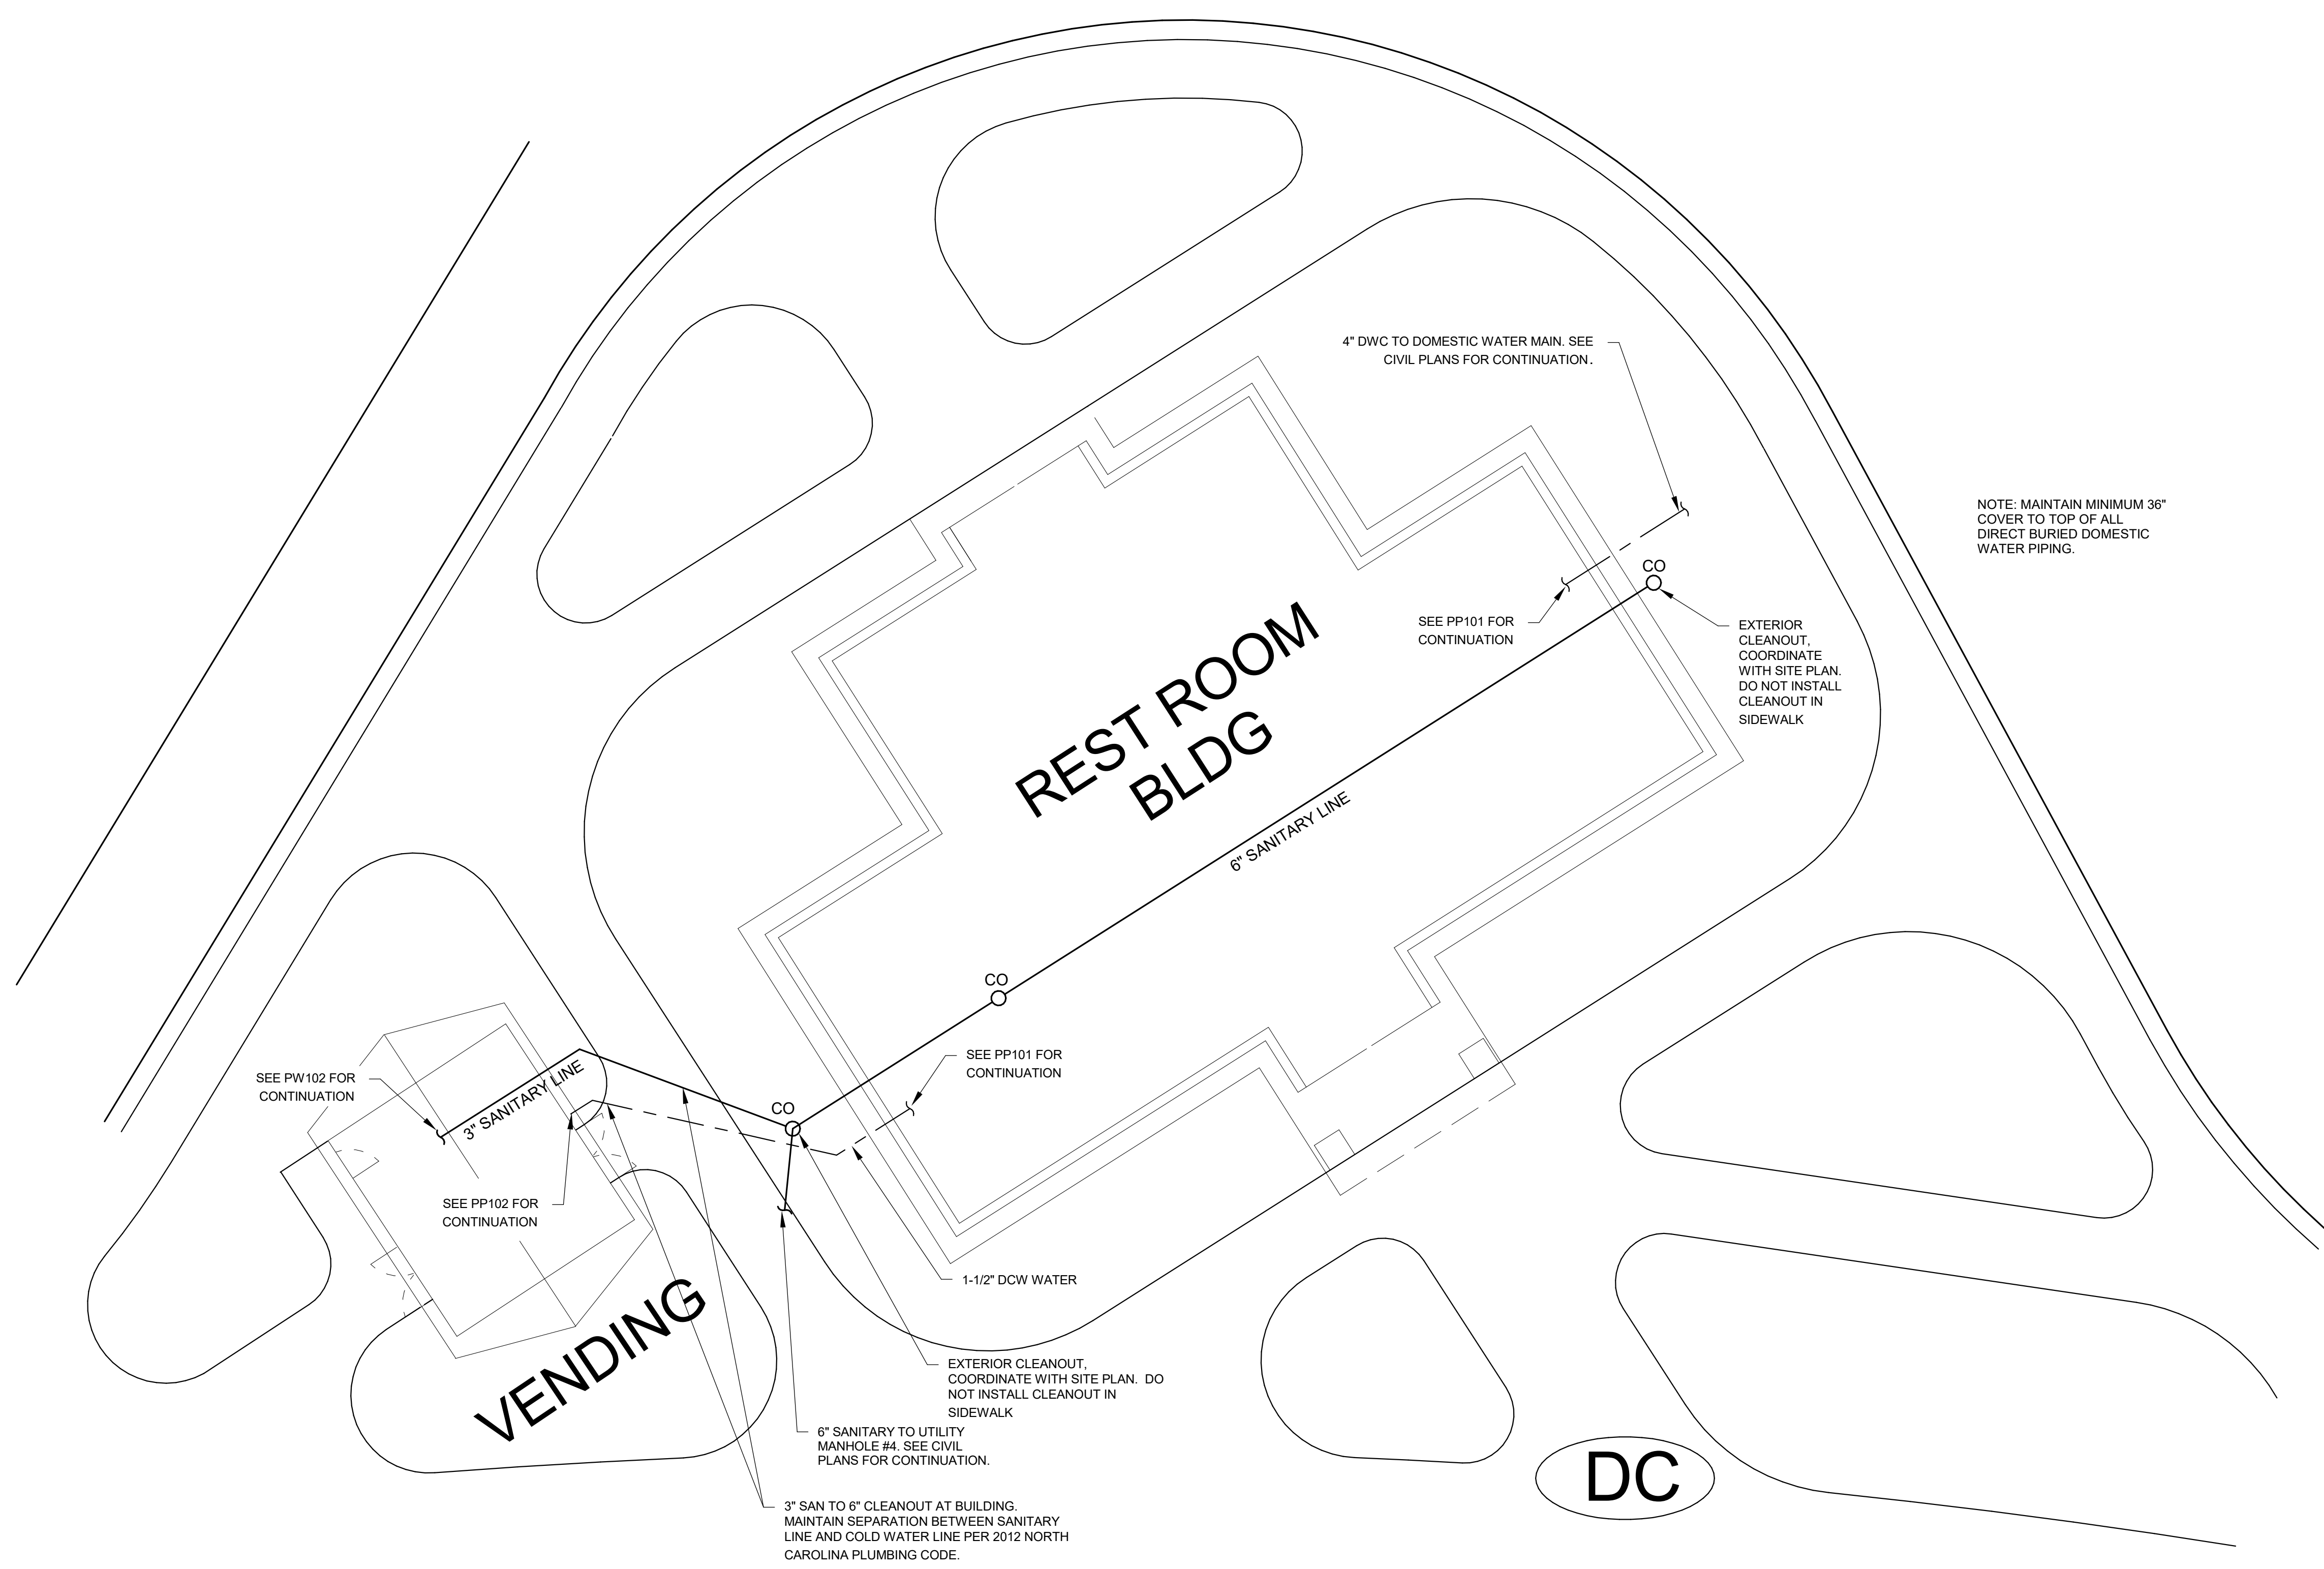 4" DWC TO DOMESTIC WATER MAIN. SEE
CIVIL PLANS FOR CONTINUATION.
NOTE: MAINTAIN MINIMUM 36"
COVER TO TOP OF ALL
DIRECT BURIED DOMESTIC
WATER PIPING.
CO
SEE PP101 FOR
CONTINUATION
EXTERIOR
CLEANOUT,
COORDINATE
WITH SITE PLAN.
DO NOT INSTALL
CLEANOUT IN
SIDEWALK
REST ROOM
BLDG
6" SANITARY LINE
CO
SEE PP101 FOR
CONTINUATION
SEE PW102 FOR
CONTINUATION
3" SANITARY LINE
CO
SEE PP102 FOR
CONTINUATION
1-1/2" DCW WATER
VENDING
EXTERIOR CLEANOUT,
COORDINATE WITH SITE PLAN. DO
NOT INSTALL CLEANOUT IN
SIDEWALK
6" SANITARY TO UTILITY
MANHOLE #4. SEE CIVIL
PLANS FOR CONTINUATION.
DC
3" SAN TO 6" CLEANOUT AT BUILDING.
MAINTAIN SEPARATION BETWEEN SANITARY
LINE AND COLD WATER LINE PER 2012 NORTH
CAROLINA PLUMBING CODE.